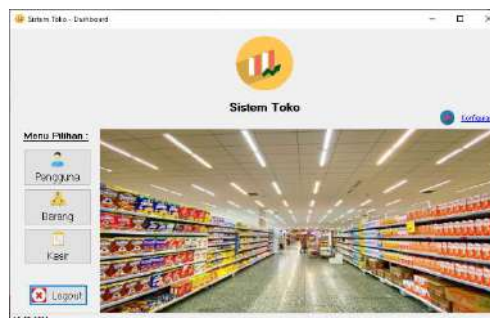 Sistem Toko - Dashboard
Sistem Toko
Menu Pilihan :
Pengguna
Barang
Kasir
Logout